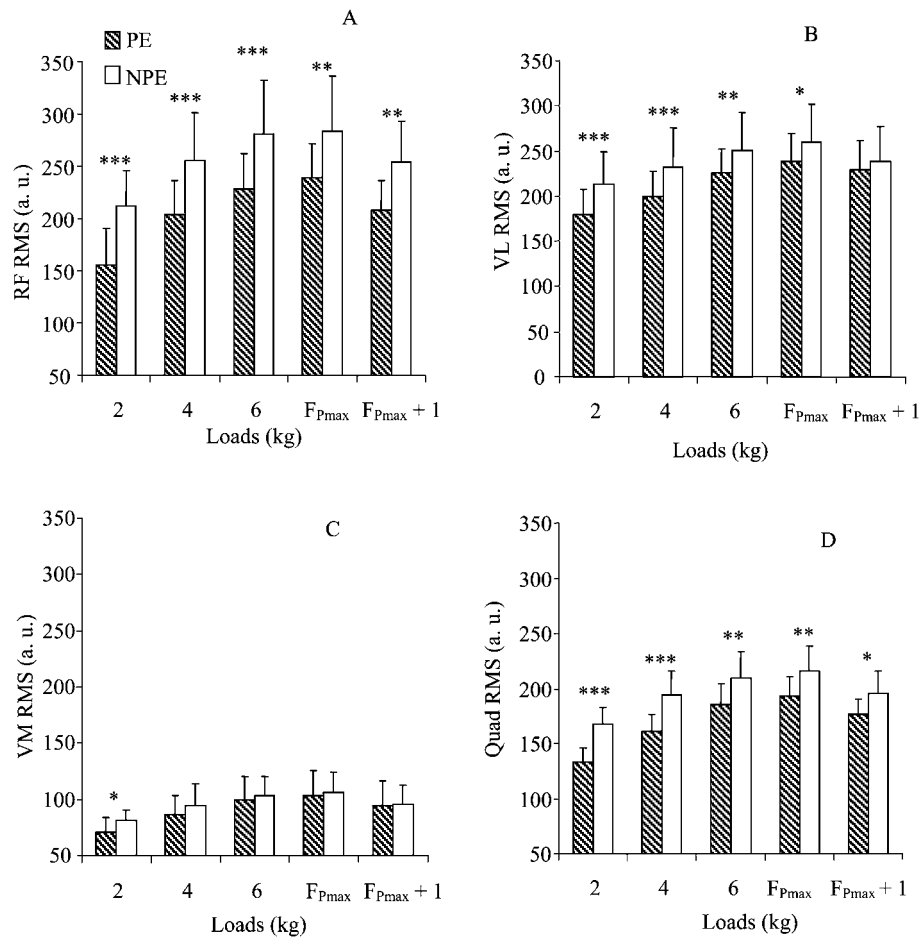 A
PE
NPE
RF RMS (a. u.)
350
300
250
200
150
100
50
***
***
***
**
**
2 4 6 FPmax FPmax + 1
Loads (kg)
B
VL RMS (a. u.)
350
300
250
200
150
100
50
0
***
***
**
*
2 4 6 FPmax FPmax + 1
Loads (kg)
C
VM RMS (a. u.)
350
300
250
200
150
100
50
*
2 4 6 FPmax FPmax + 1
Loads (kg)
D
Quad RMS (a. u.)
350
300
250
200
150
100
50
***
***
**
**
*
2 4 6 FPmax FPmax + 1
Loads (kg)